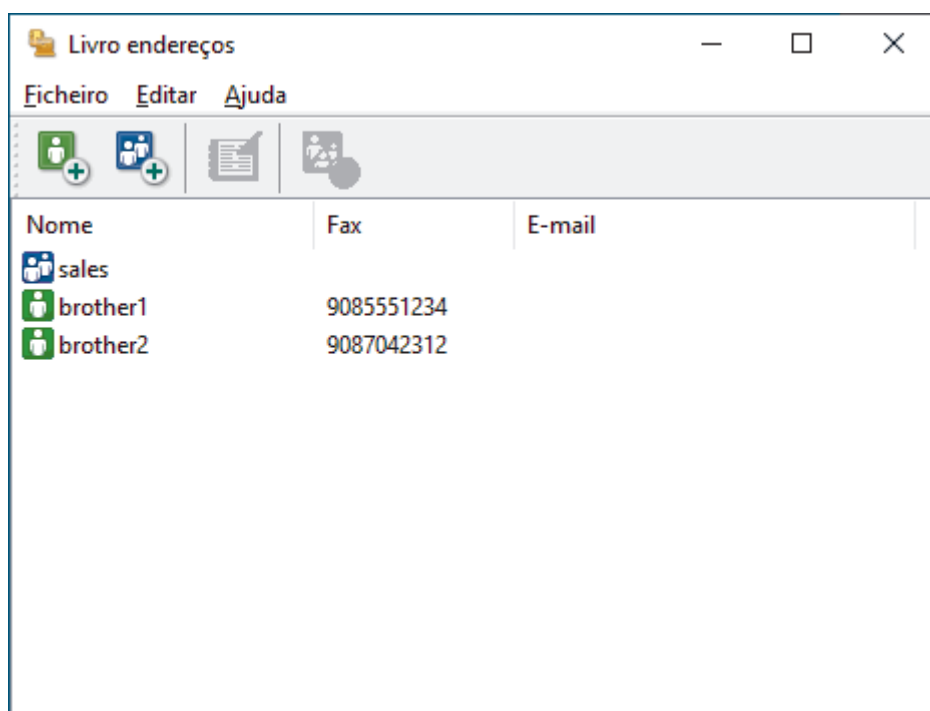 Livro endereços
Ficheiro Editar Ajuda
Nome Fax E-mail
sales
brother1 9085551234
brother2 9087042312